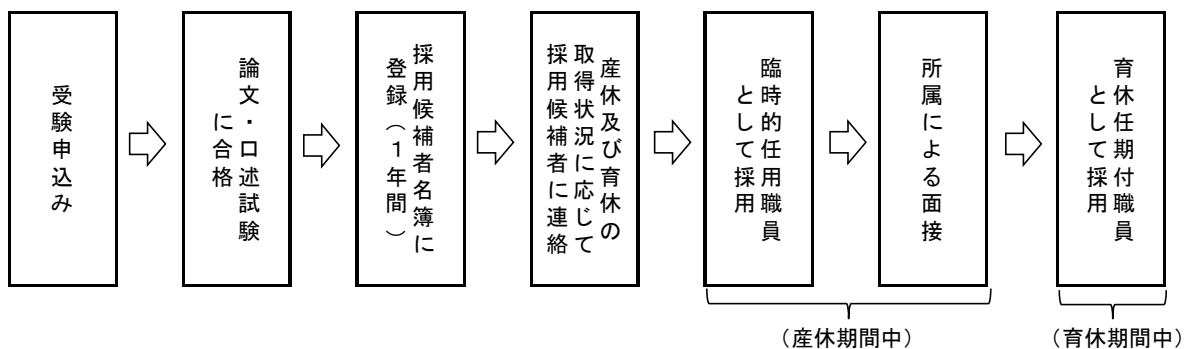 受験申込み
論文・口述試験
に合格
採用候補者名簿に
登録（１年間）
産休及び育休の
取得状況に応じて
採用候補者に連絡
臨時的任用職員
として採用
所属による面接
育休任期付職員
として採用
（産休期間中）
（育休期間中）